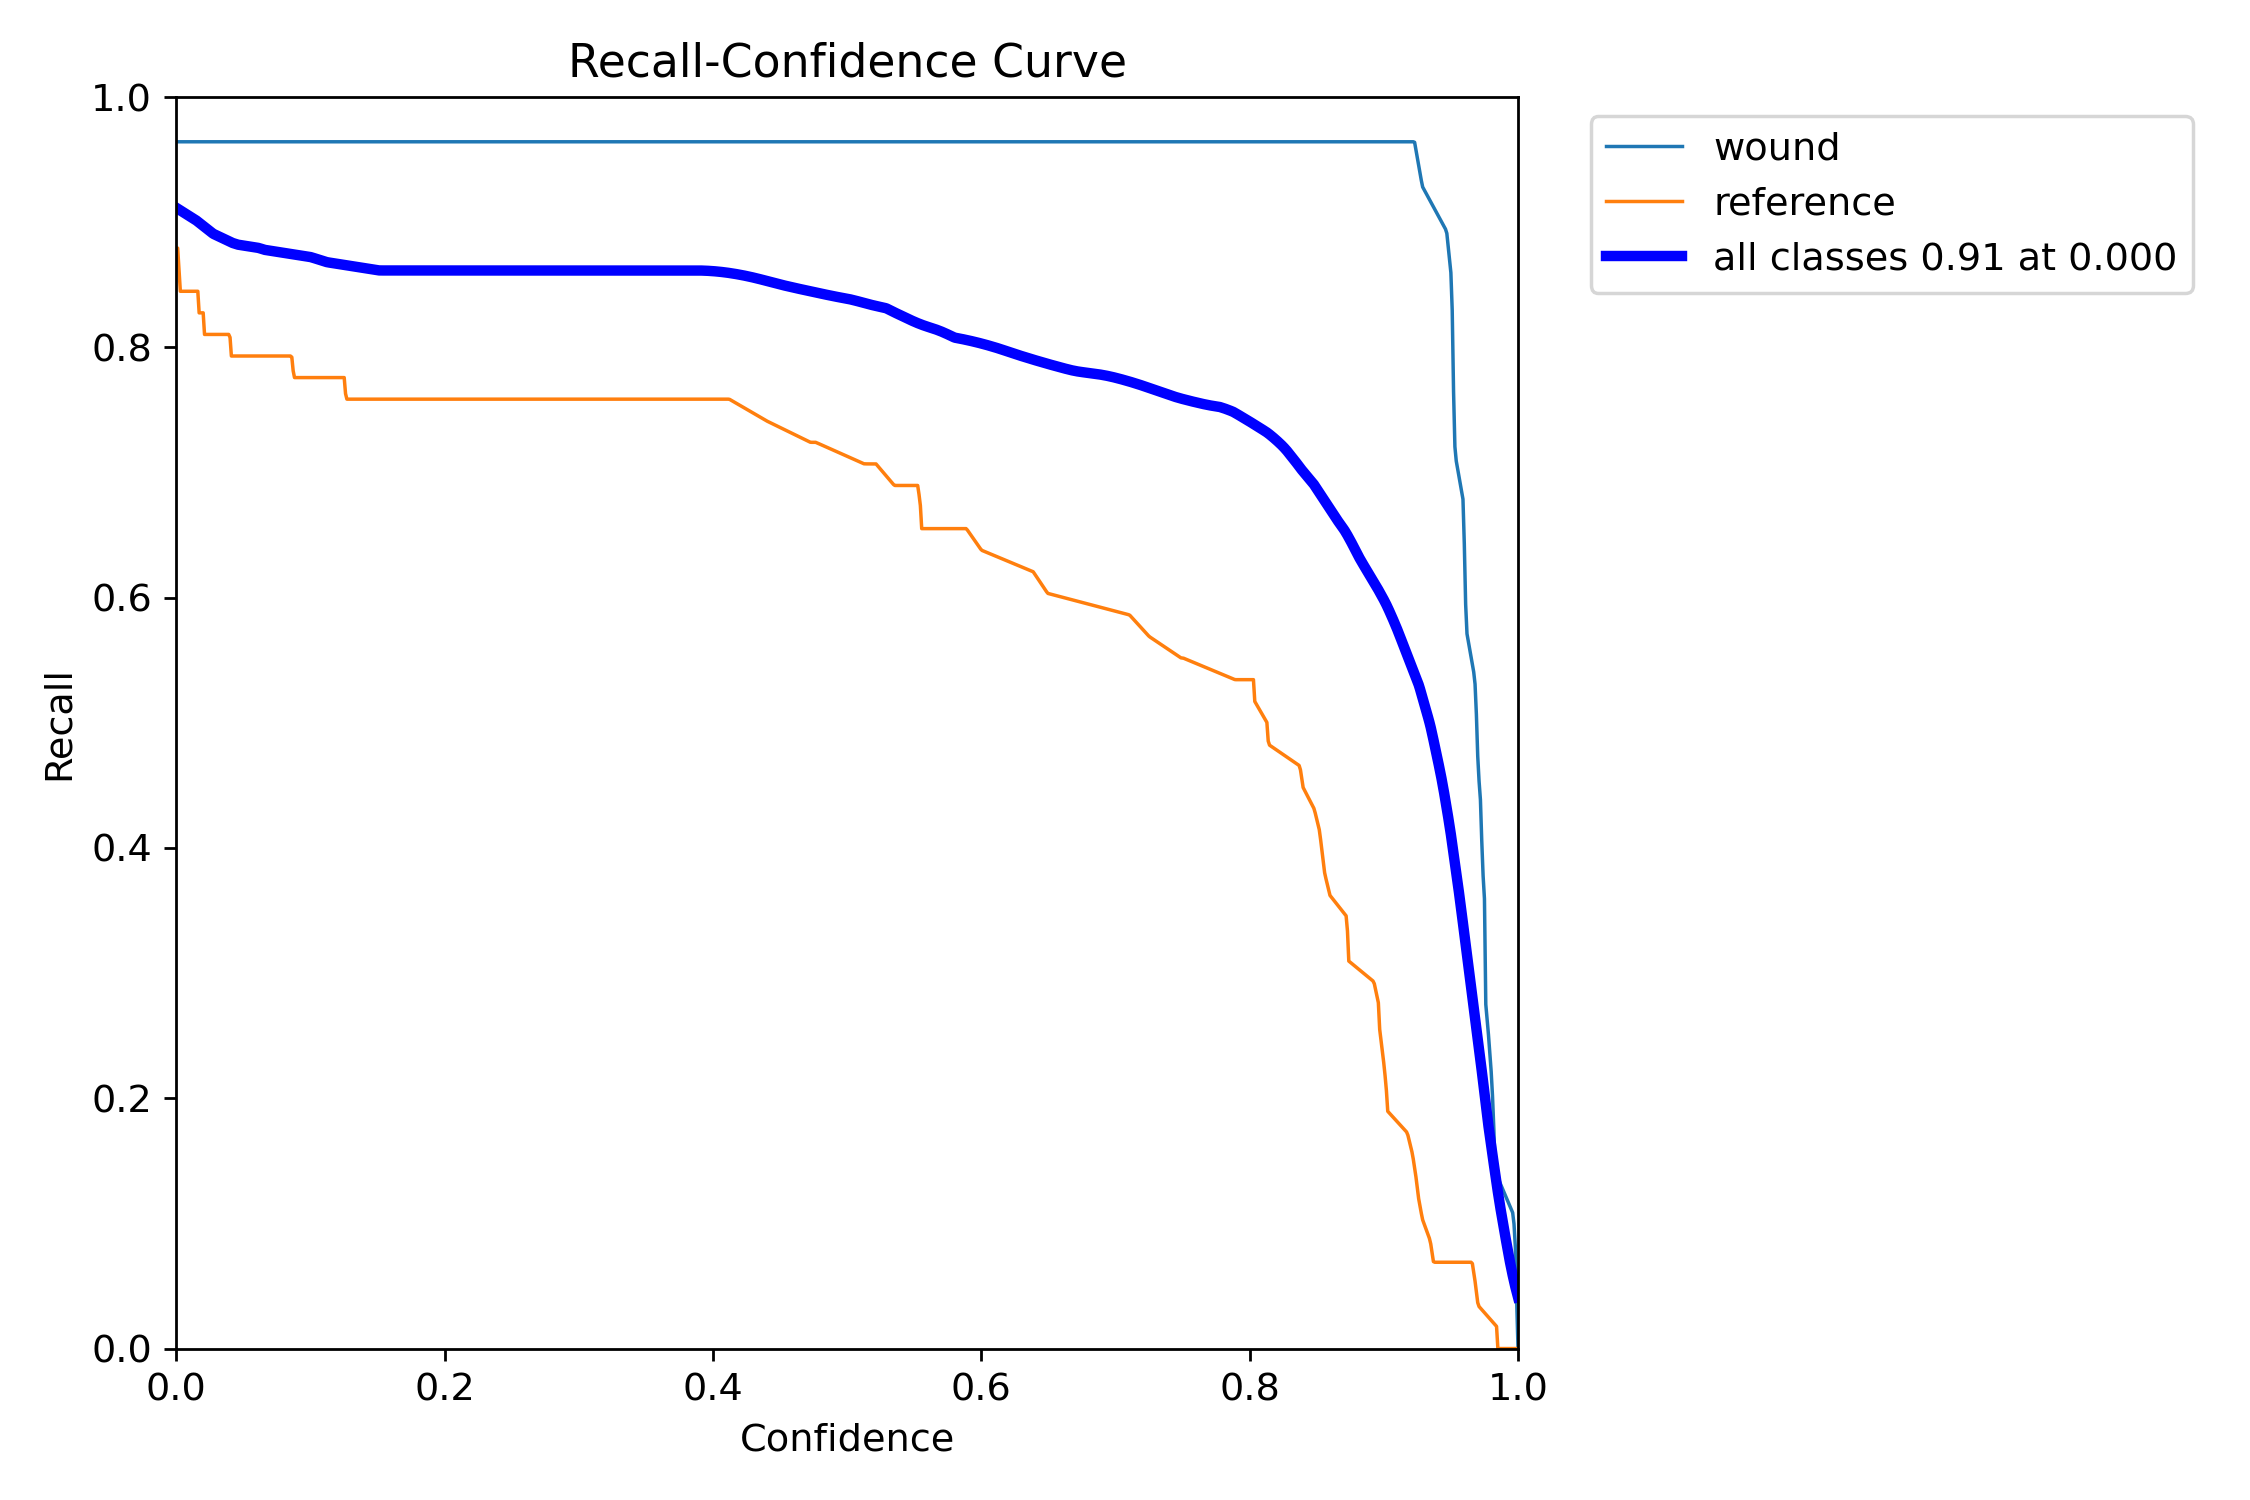 Recall-Confidence Curve
1.0
0.8
0.6
0.4
0.2
0.0
Recall
0.0 0.2 0.4 0.6 0.8 1.0
Confidence
wound
reference
all classes 0.91 at 0.000